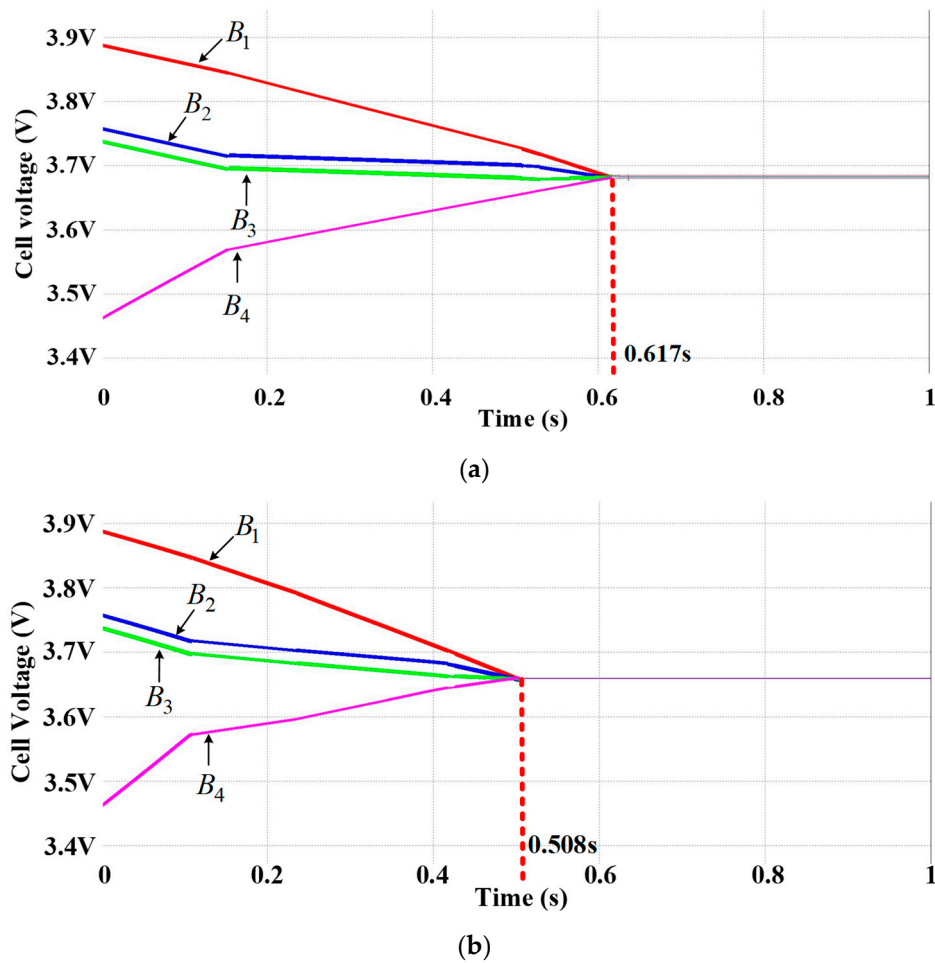 Cell voltage (V)
3.9V
3.8V
3.7V
3.6V
3.5V
3.4V
B1
B2
B3
B4
0.617s
0 0.2 0.4 0.6 0.8 1
Time (s)
(a)
Cell Voltage (V)
3.9V
3.8V
3.7V
3.6V
3.5V
3.4V
B1
B2
B3
B4
0.508s
0 0.2 0.4 0.6 0.8 1
Time (s)
(b)